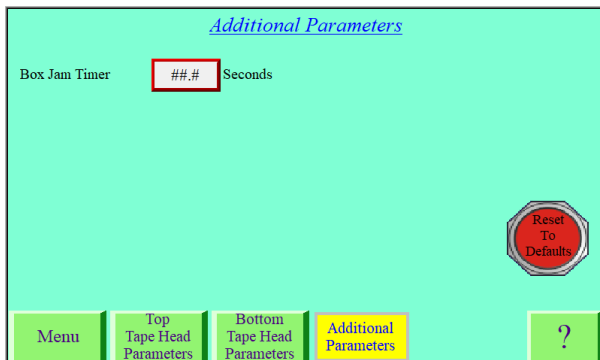 Additional Parameters
Box Jam Timer ##.# Seconds
Reset
To
Defaults
Menu
Top
Tape Head
Parameters
Bottom
Tape Head
Parameters
Additional
Parameters
?